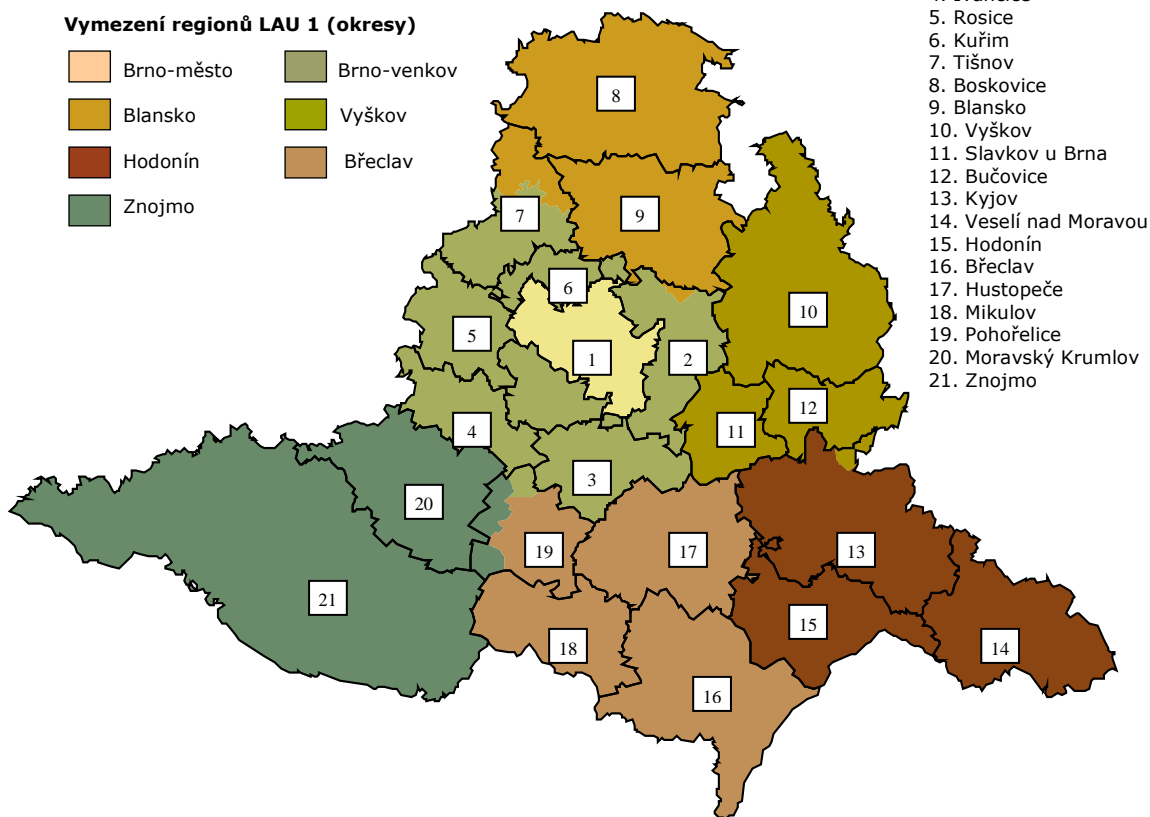 Vymezení regionů LAU 1 (okresy)
Brno-město
Brno-venkov
Blansko
Vyškov
Hodonín
Břeclav
Znojmo
5. Rosice
6. Kuřim
7. Tišnov
8. Boskovice
9. Blansko
10. Vyškov
11. Slavkov u Brna
12. Bučovice
13. Kyjov
14. Veselí nad Moravou
15. Hodonín
16. Břeclav
17. Hustopeče
18. Mikulov
19. Pohořelice
20. Moravský Krumlov
21. Znojmo
8
7
9
6
10
5
1
2
12
4
11
3
20
19
17
13
21
15
18
14
16